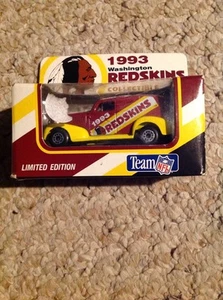 1993
Washington
REDSKINS
COLLECTIBLE
1993
REDSKINS
LIMITED EDITION
Team NFL